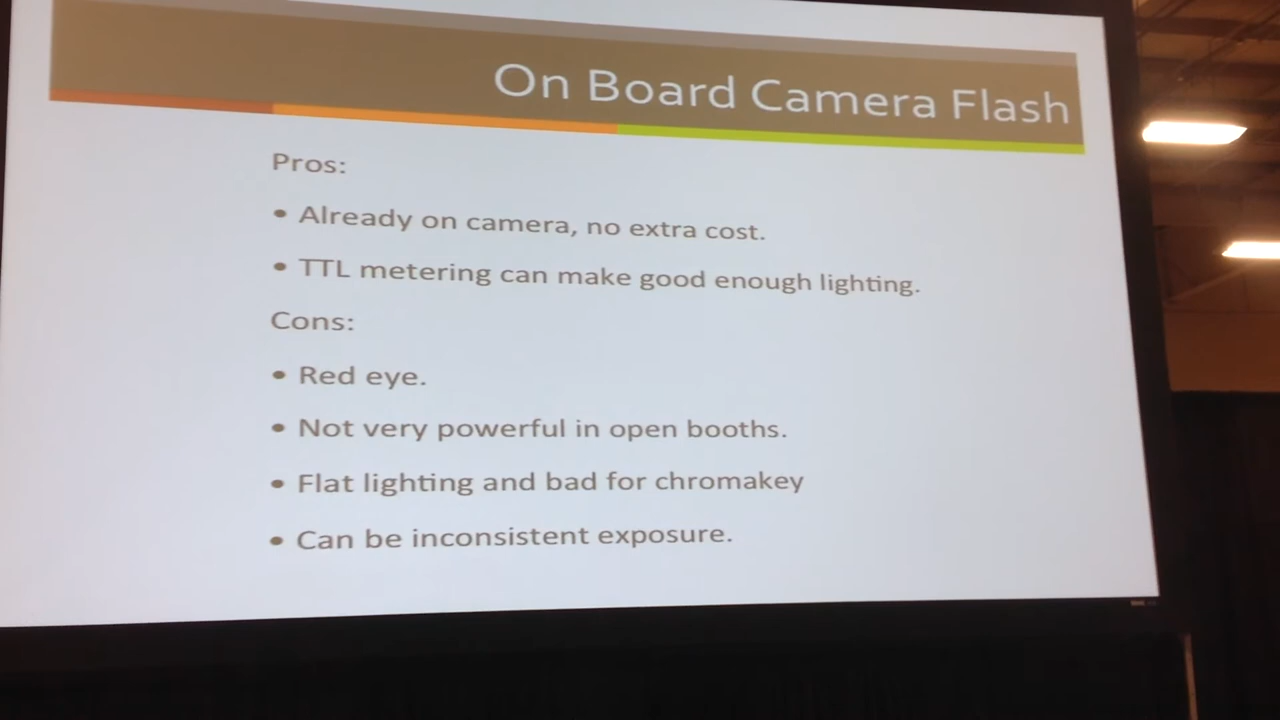 On Board Camera Flash
Pros:
• Already on camera, no extra cost.
• TTL metering can make good enough lighting.
Cons:
• Red eye.
• Not very powerful in open booths.
• Flat lighting and bad for chromakey
• Can be inconsistent exposure.